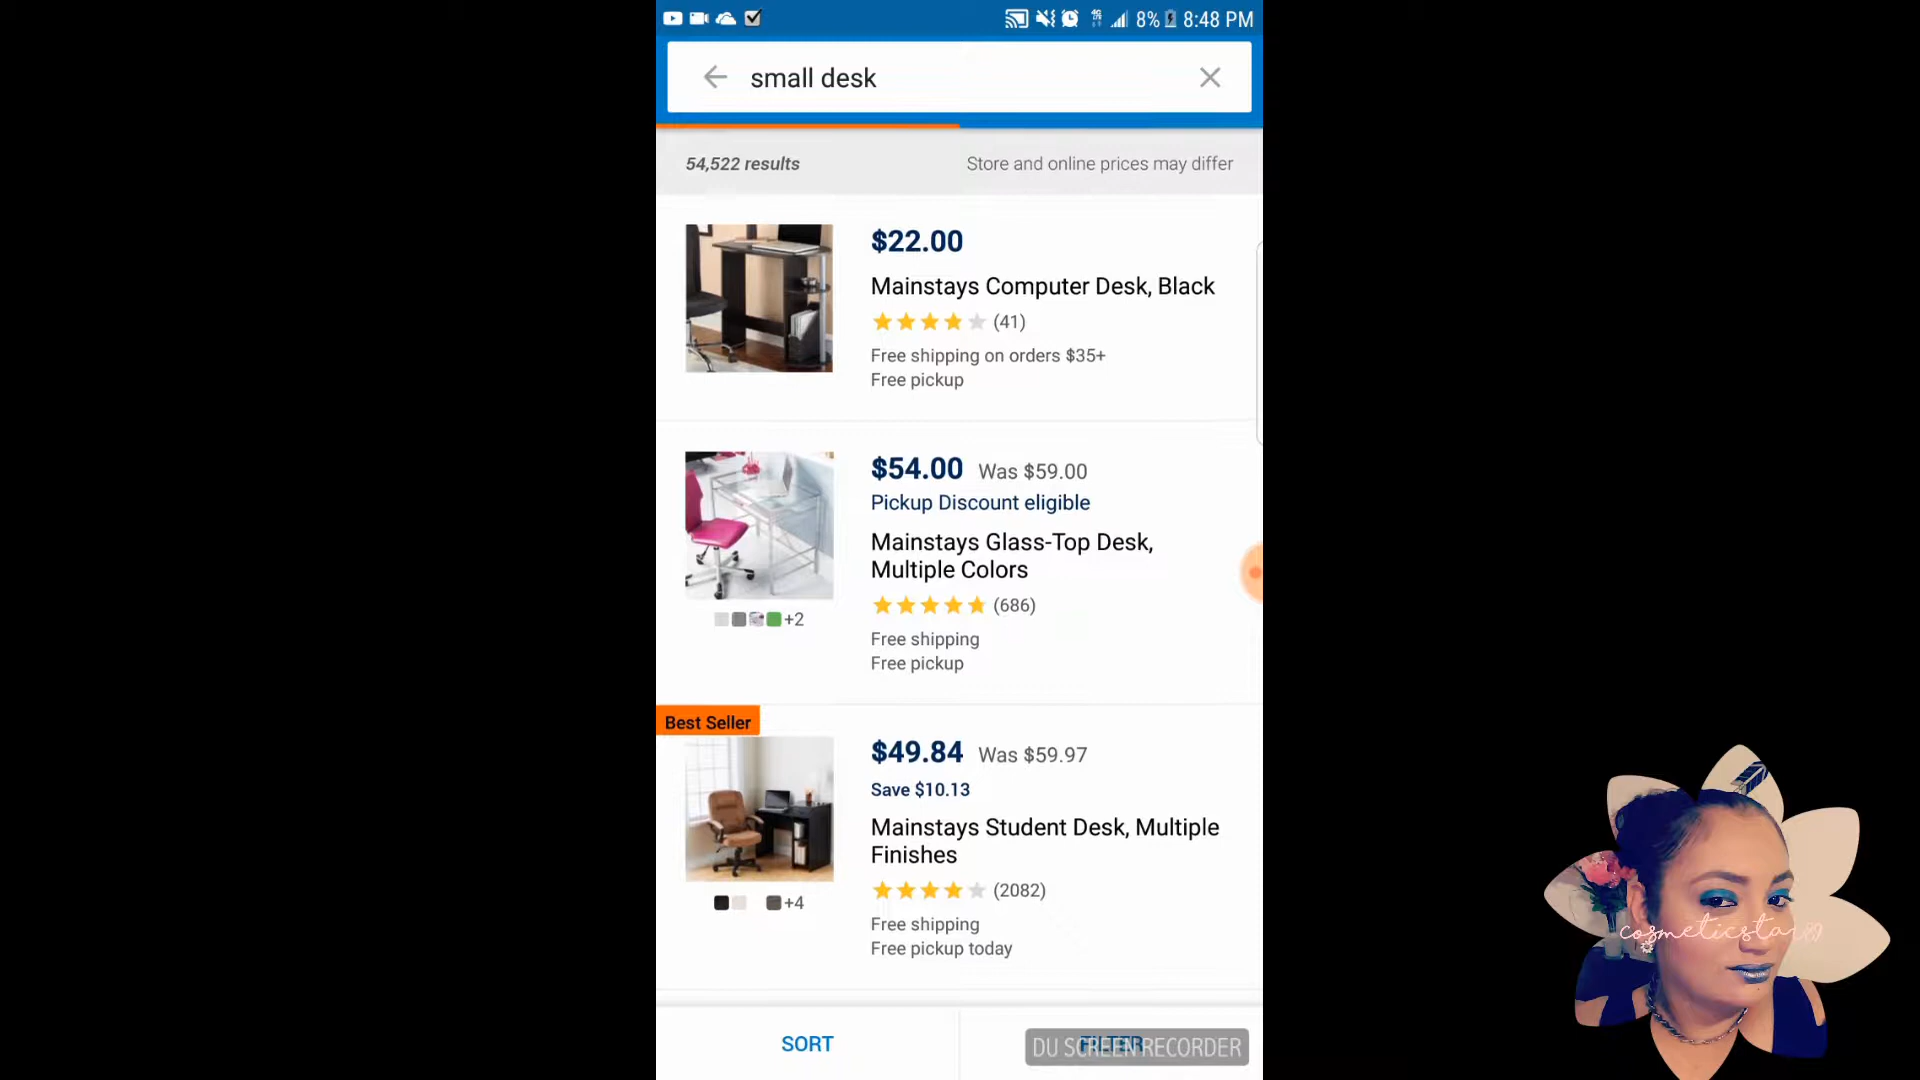 8% 8:48 PM
small desk
54,522 results Store and online prices may differ
$22.00
Mainstays Computer Desk, Black
(41)
Free shipping on orders $35+
Free pickup
$54.00 Was $59.00
Pickup Discount eligible
Mainstays Glass-Top Desk,
Multiple Colors
(686)
+2
Free shipping
Free pickup
Best Seller
$49.84 Was $59.97
Save $10.13
Mainstays Student Desk, Multiple
Finishes
(2082)
+4
Free shipping
Free pickup today
cosmeticstar
SORT FILTER
DU SCREEN RECORDER